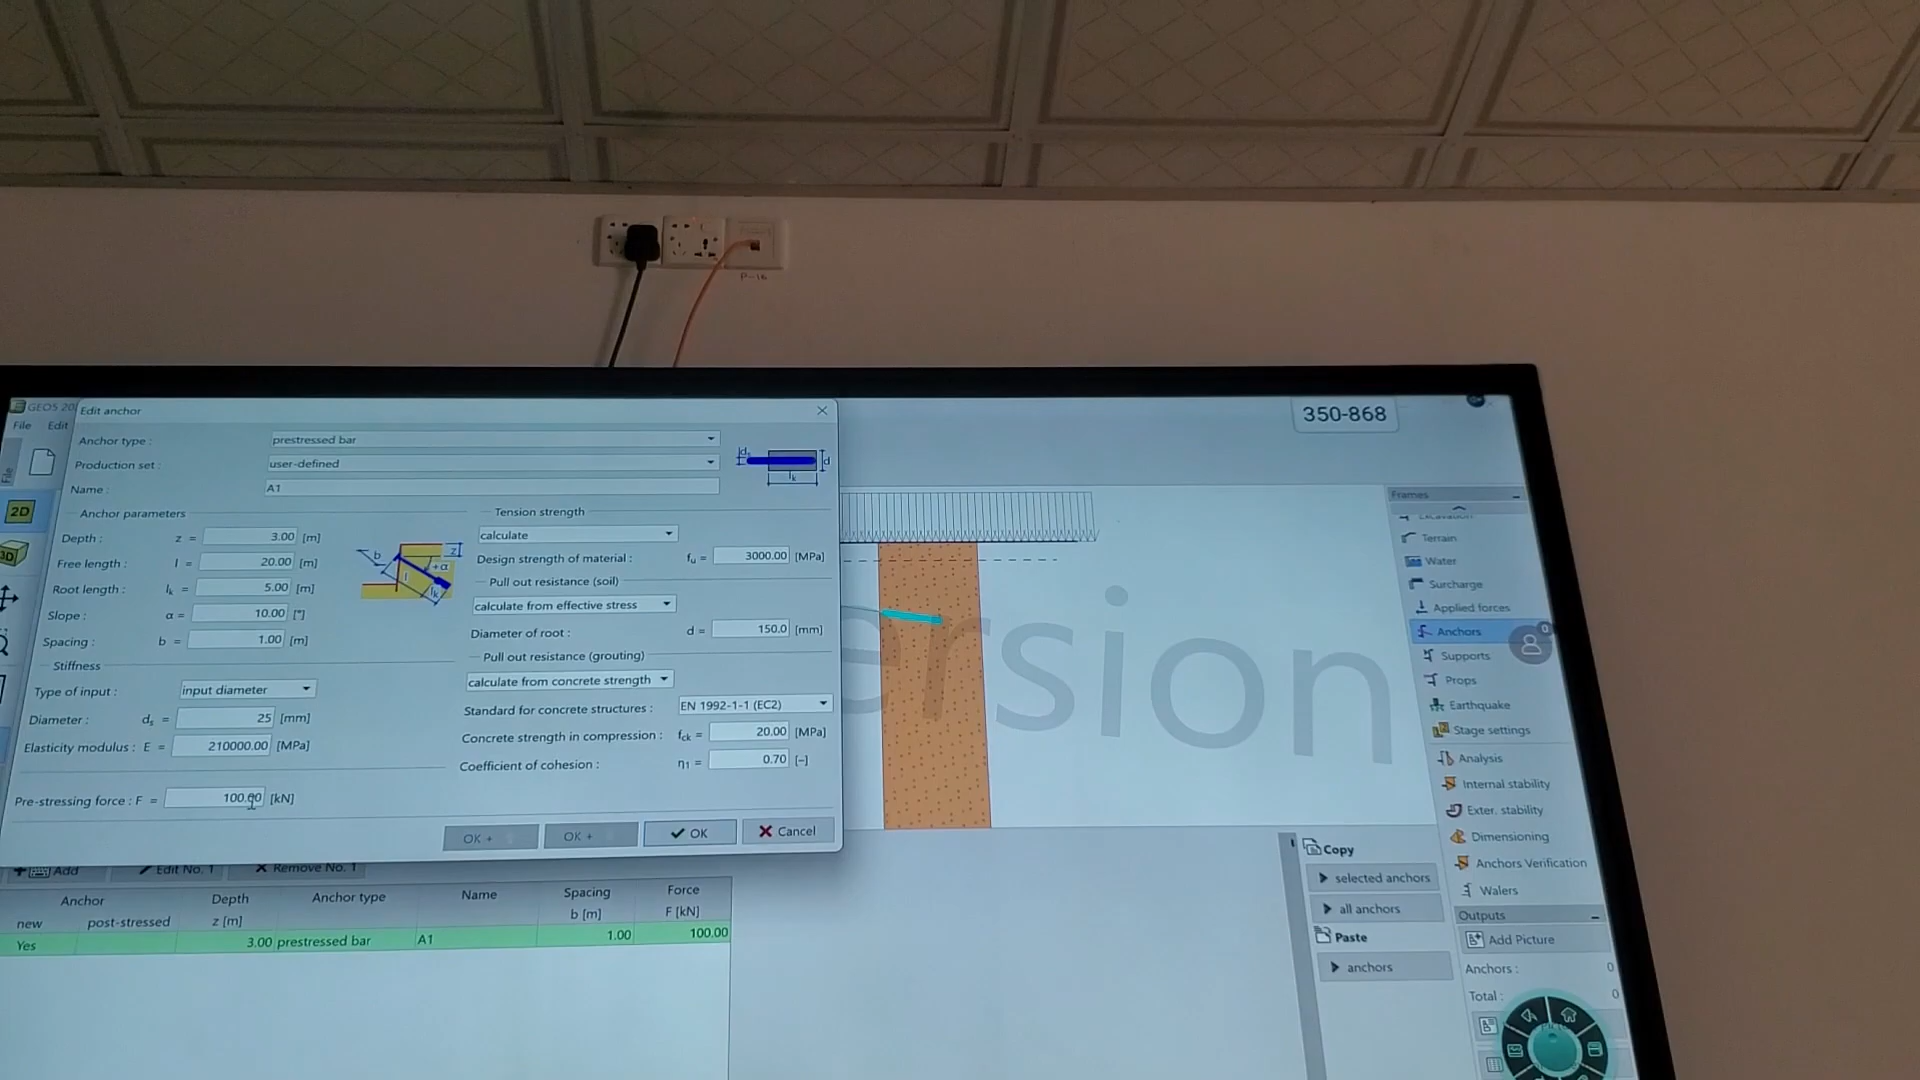 P-16
350-868
GEOS 20
File Edit
File
2D
3D
Edit anchor
Anchor type : prestressed bar
Production set : user-defined
Name : A1
Anchor parameters
Depth : z = 3.00 [m]
Free length : l = 20.00 [m]
Root length : lk = 5.00 [m]
Slope : α = 10.00 [°]
Spacing : b = 1.00 [m]
Stiffness
Type of input : input diameter
Diameter : ds = 25 [mm]
Elasticity modulus : E = 210000.00 [MPa]
Pre-stressing force : F = 100.00 [kN]
b z +α l lk
ds d lk
Tension strength
calculate
Design strength of material : fu = 3000.00 [MPa]
Pull out resistance (soil)
calculate from effective stress
Diameter of root : d = 150.0 [mm]
Pull out resistance (grouting)
calculate from concrete strength
Standard for concrete structures : EN 1992-1-1 (EC2)
Concrete strength in compression : fck = 20.00 [MPa]
Coefficient of cohesion : η1 = 0.70 [–]
OK + OK + OK Cancel
ersion
Add Edit No. 1 Remove No. 1
Anchor Depth Anchor type Name Spacing Force
new post-stressed z [m] b [m] F [kN]
Yes 3.00 prestressed bar A1 1.00 100.00
Frames
Excavation
Terrain
Water
Surcharge
Applied forces
Anchors
0
Supports
Props
Earthquake
Stage settings
Analysis
Internal stability
Exter. stability
Dimensioning
Anchors Verification
Walers
Outputs
Add Picture
Anchors : 0
Total : 0
Copy
selected anchors
all anchors
Paste
anchors